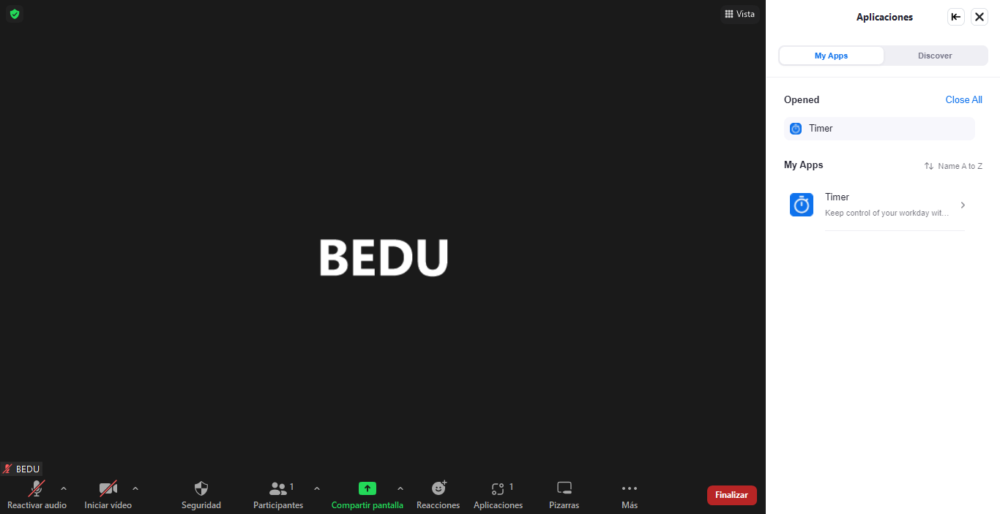 Vista
BEDU
BEDU
Reactivar audio
Iniciar vídeo
Seguridad
1
Participantes
Compartir pantalla
Reacciones
1
Aplicaciones
Pizarras
Más
Finalizar
Aplicaciones
My Apps
Discover
Opened
Close All
Timer
My Apps
Name A to Z
Timer
Keep control of your workday wit...